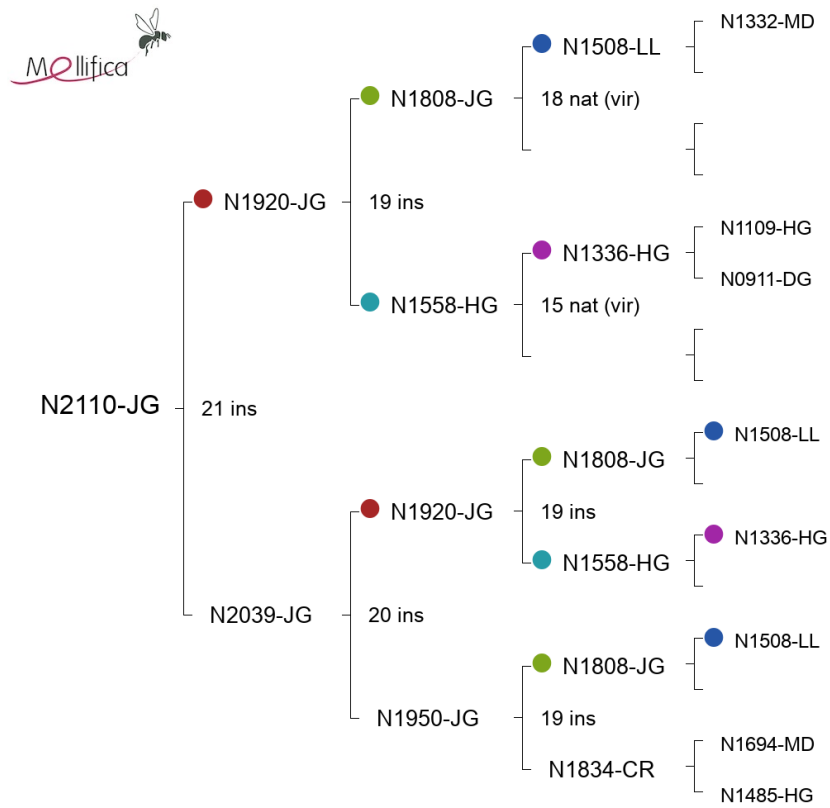 Mellifica
N1332-MD
N1508-LL
N1808-JG
18 nat (vir)
N1920-JG
19 ins
N1109-HG
N1336-HG
N0911-DG
N1558-HG
15 nat (vir)
N2110-JG
21 ins
N1508-LL
N1808-JG
N1920-JG
19 ins
N1336-HG
N1558-HG
N2039-JG
20 ins
N1508-LL
N1808-JG
N1950-JG
19 ins
N1694-MD
N1834-CR
N1485-HG